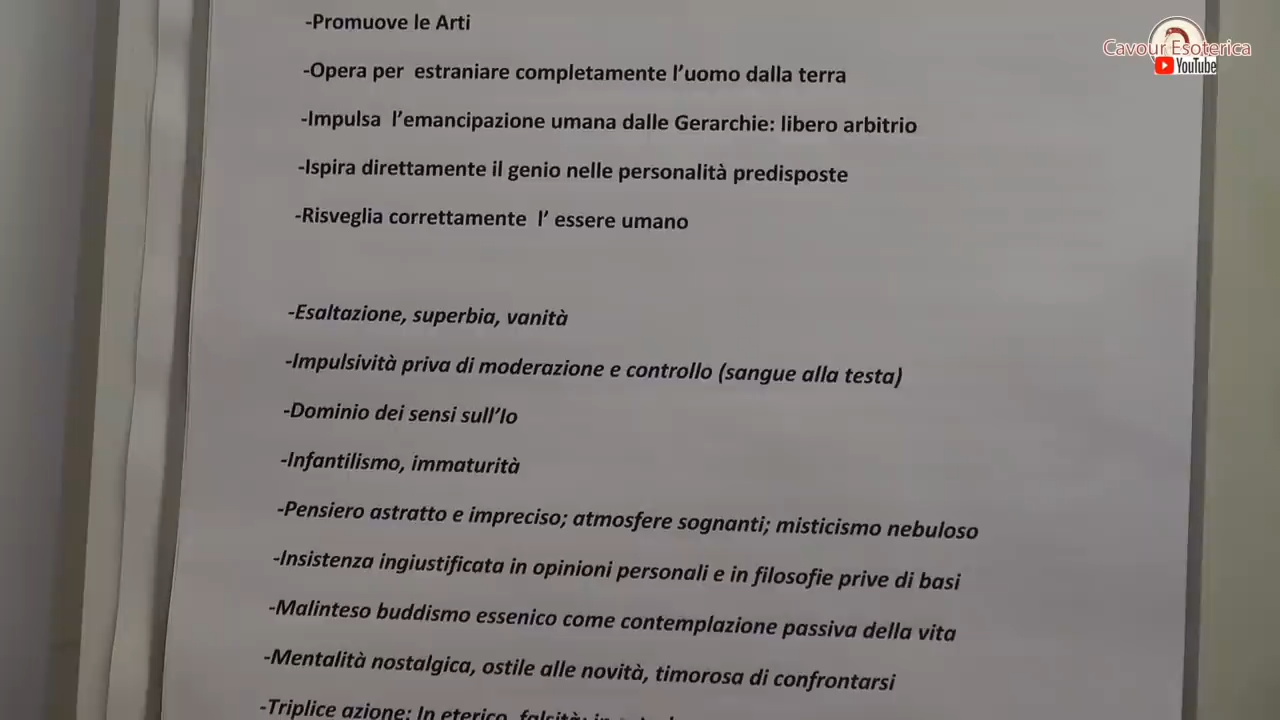 -Promuove le Arti
Cavour Esoterica
YouTube
-Opera per estraniare completamente l'uomo dalla terra
-Impulsa l'emancipazione umana dalle Gerarchie: libero arbitrio
-Ispira direttamente il genio nelle personalità predisposte
-Risveglia correttamente l' essere umano
-Esaltazione, superbia, vanità
-Impulsività priva di moderazione e controllo (sangue alla testa)
-Dominio dei sensi sull'Io
-Infantilismo, immaturità
-Pensiero astratto e impreciso; atmosfere sognanti; misticismo nebuloso
-Insistenza ingiustificata in opinioni personali e in filosofie prive di basi
-Malinteso buddismo essenico come contemplazione passiva della vita
-Mentalità nostalgica, ostile alle novità, timorosa di confrontarsi
-Triplice azione: In eterico, falsità;